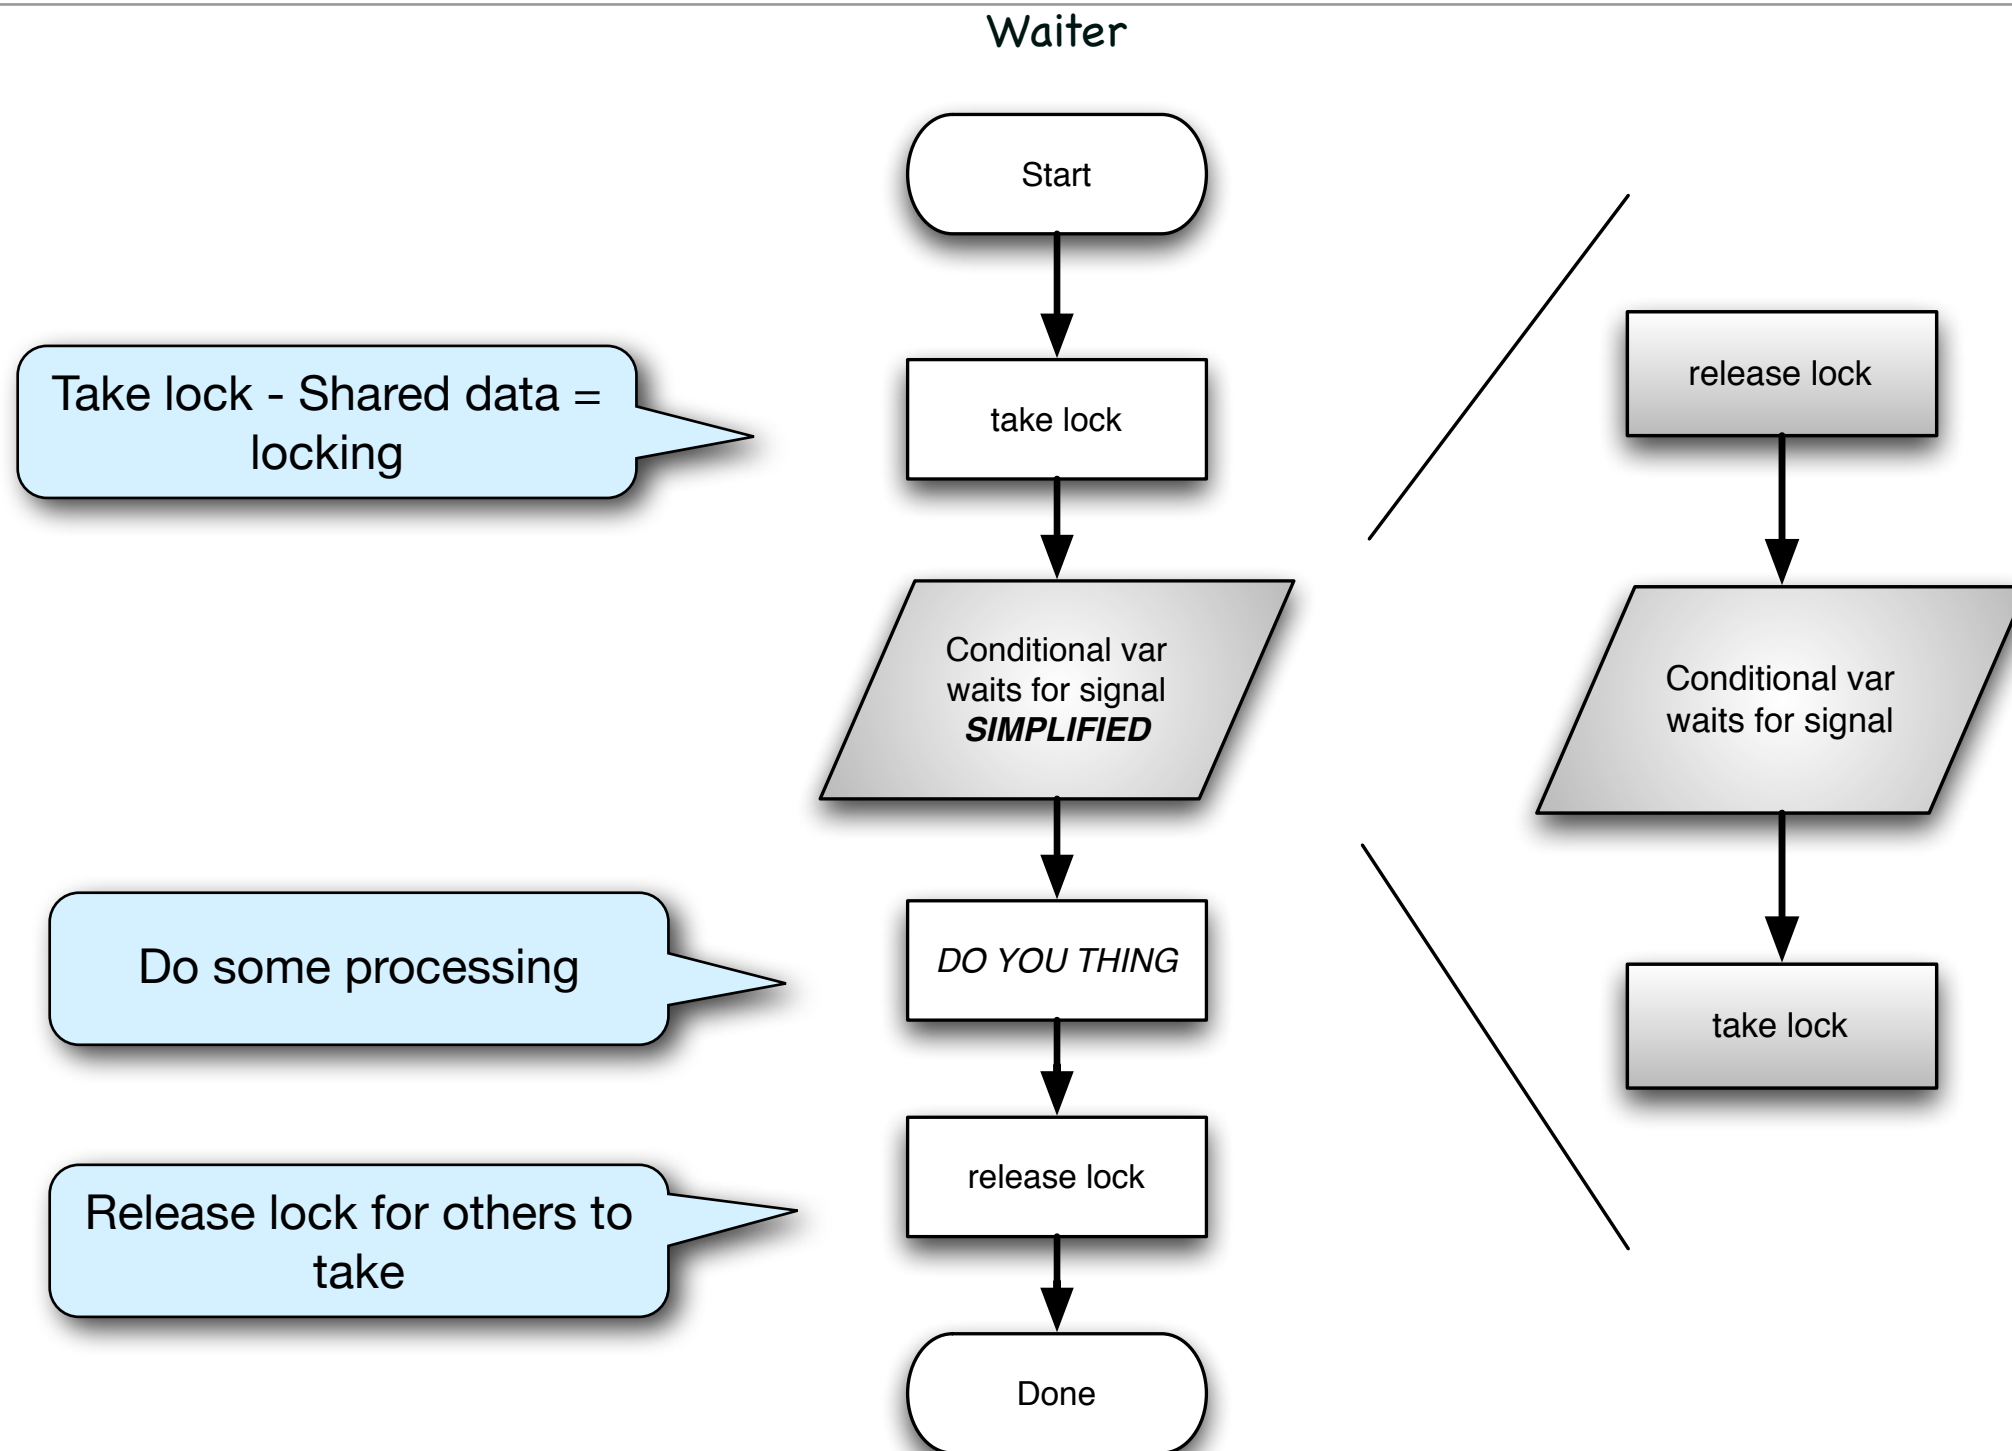 Waiter
Start
Take lock - Shared data =
locking
take lock
Conditional var
waits for signal
SIMPLIFIED
Do some processing
DO YOU THING
Release lock for others to
take
release lock
Done
release lock
Conditional var
waits for signal
take lock